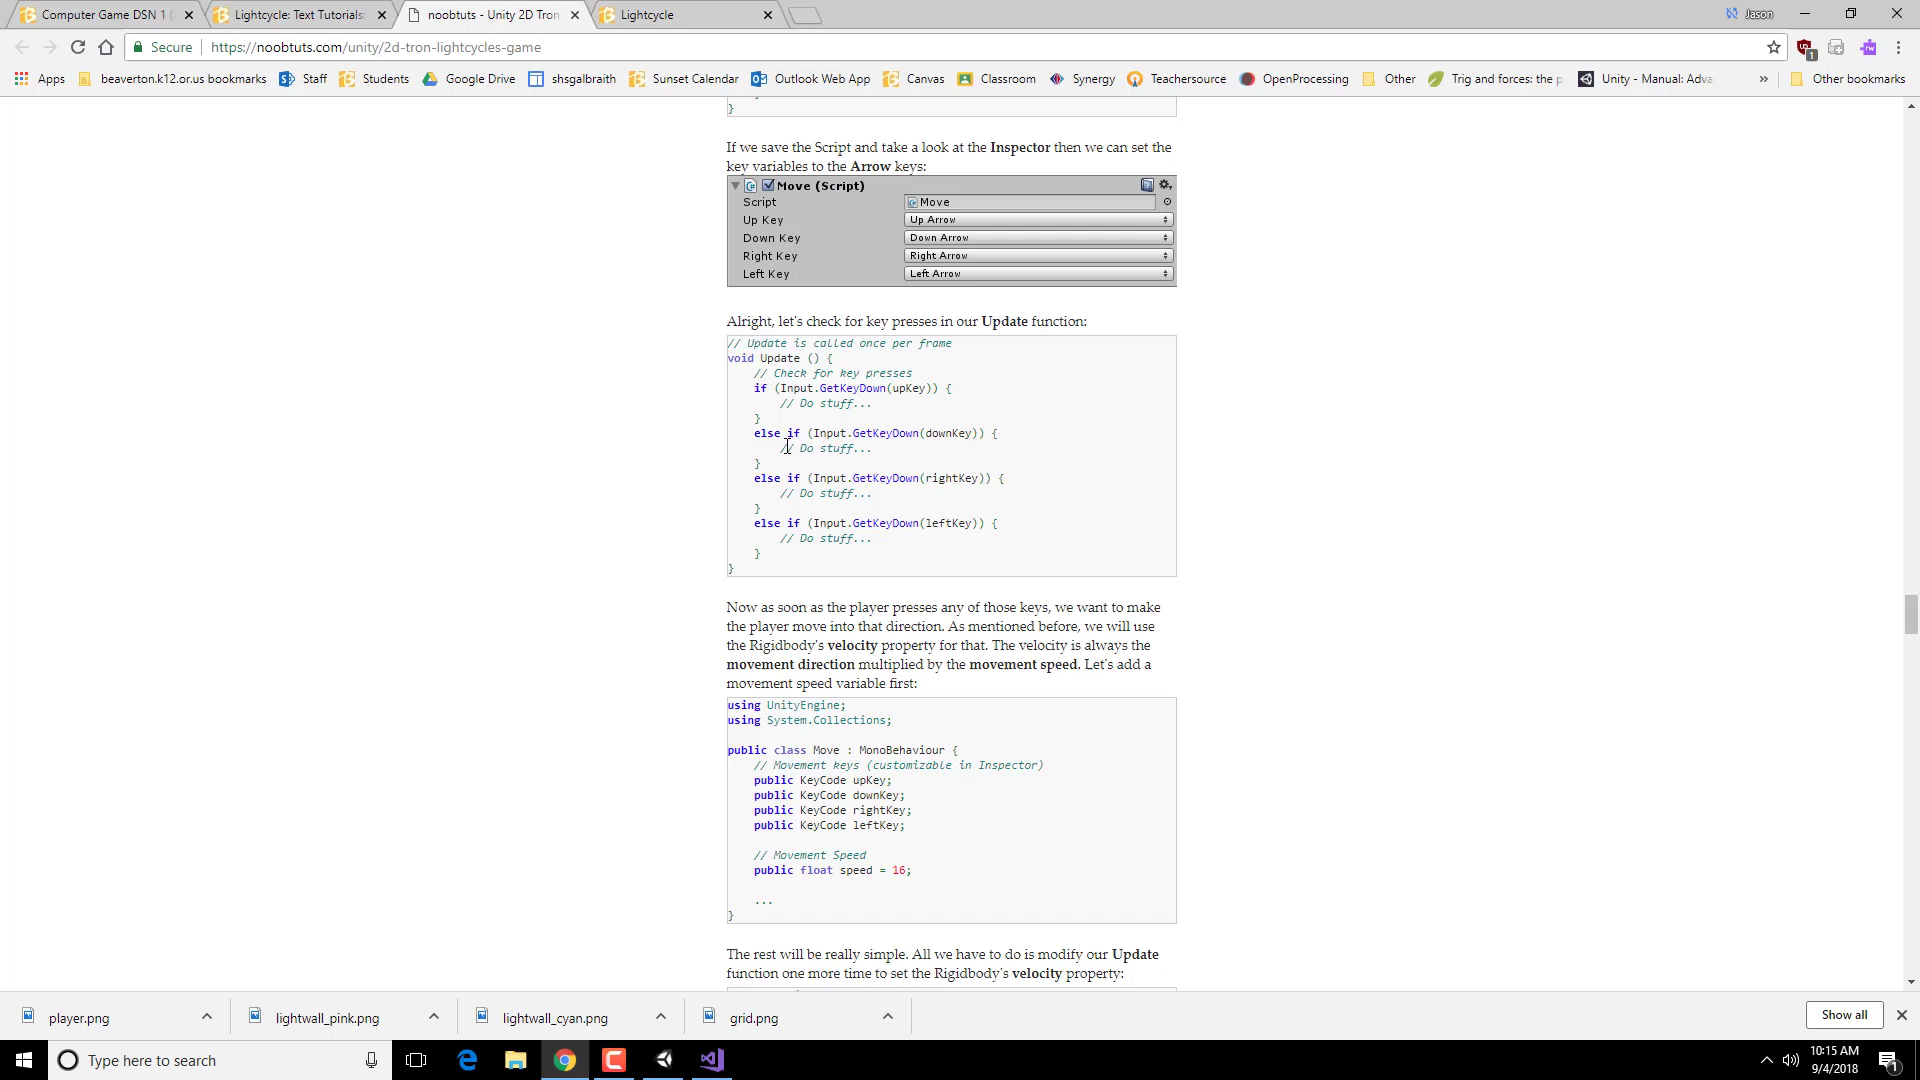 Computer Game DSN 1 (
Lightcycle: Text Tutorials:
noobtuts - Unity 2D Tron
Lightcycle
Jason
Secure
https://noobtuts.com/unity/2d-tron-lightcycles-game
1
Apps
beaverton.k12.or.us bookmarks
Staff
Students
Google Drive
shsgalbraith
Sunset Calendar
Outlook Web App
Canvas
Classroom
Synergy
Teachersource
OpenProcessing
Other
Trig and forces: the p
Unity - Manual: Adva
»
Other bookmarks
}
If we save the Script and take a look at the Inspector then we can set the
key variables to the Arrow keys:
Move (Script)
Script Move
Up Key Up Arrow
Down Key Down Arrow
Right Key Right Arrow
Left Key Left Arrow
Alright, let's check for key presses in our Update function:
// Update is called once per frame
void Update () {
// Check for key presses
if (Input.GetKeyDown(upKey)) {
// Do stuff...
}
else if (Input.GetKeyDown(downKey)) {
// Do stuff...
}
else if (Input.GetKeyDown(rightKey)) {
// Do stuff...
}
else if (Input.GetKeyDown(leftKey)) {
// Do stuff...
}
}
Now as soon as the player presses any of those keys, we want to make
the player move into that direction. As mentioned before, we will use
the Rigidbody's velocity property for that. The velocity is always the
movement direction multiplied by the movement speed. Let's add a
movement speed variable first:
using UnityEngine;
using System.Collections;
public class Move : MonoBehaviour {
// Movement keys (customizable in Inspector)
public KeyCode upKey;
public KeyCode downKey;
public KeyCode rightKey;
public KeyCode leftKey;
// Movement Speed
public float speed = 16;
...
}
The rest will be really simple. All we have to do is modify our Update
function one more time to set the Rigidbody's velocity property:
player.png
lightwall_pink.png
lightwall_cyan.png
grid.png
Show all
Type here to search
10:15 AM
9/4/2018
1